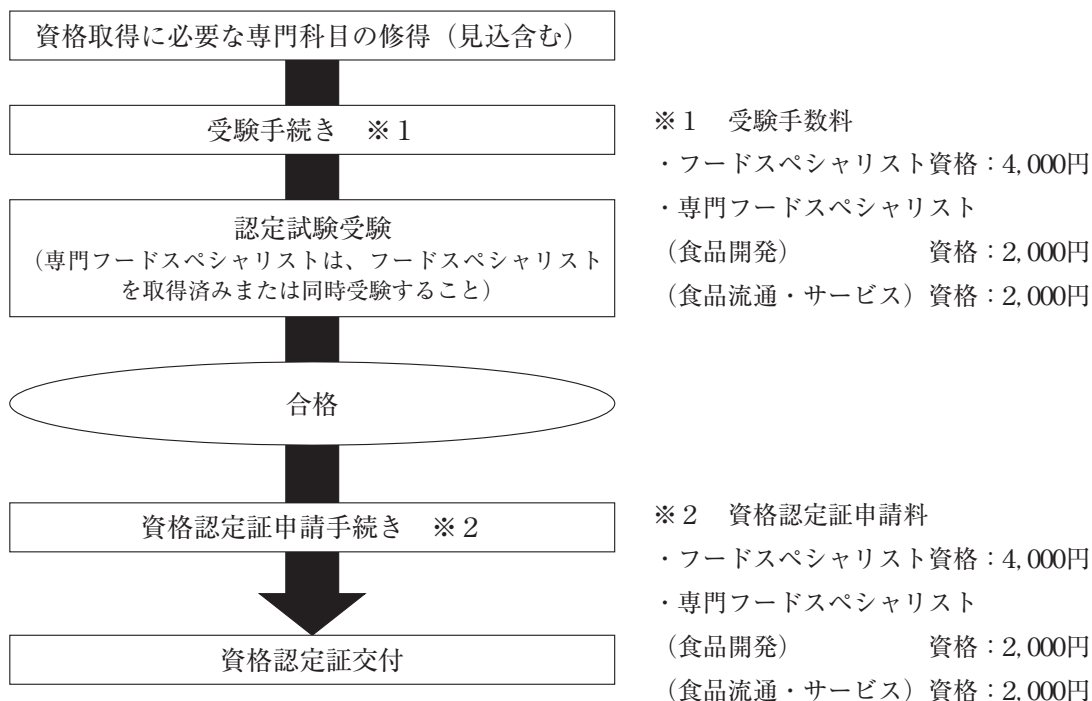 資格取得に必要な専門科目の修得（見込含む）
受験手続き　※１
認定試験受験
（専門フードスペシャリストは、フードスペシャリスト
を取得済みまたは同時受験すること）
合格
資格認定証申請手続き　※２
資格認定証交付
※１　受験手数料
・フードスペシャリスト資格：4,000円
・専門フードスペシャリスト
（食品開発）　　　　　資格：2,000円
（食品流通・サービス）資格：2,000円
※２　資格認定証申請料
・フードスペシャリスト資格：4,000円
・専門フードスペシャリスト
（食品開発）　　　　　資格：2,000円
（食品流通・サービス）資格：2,000円